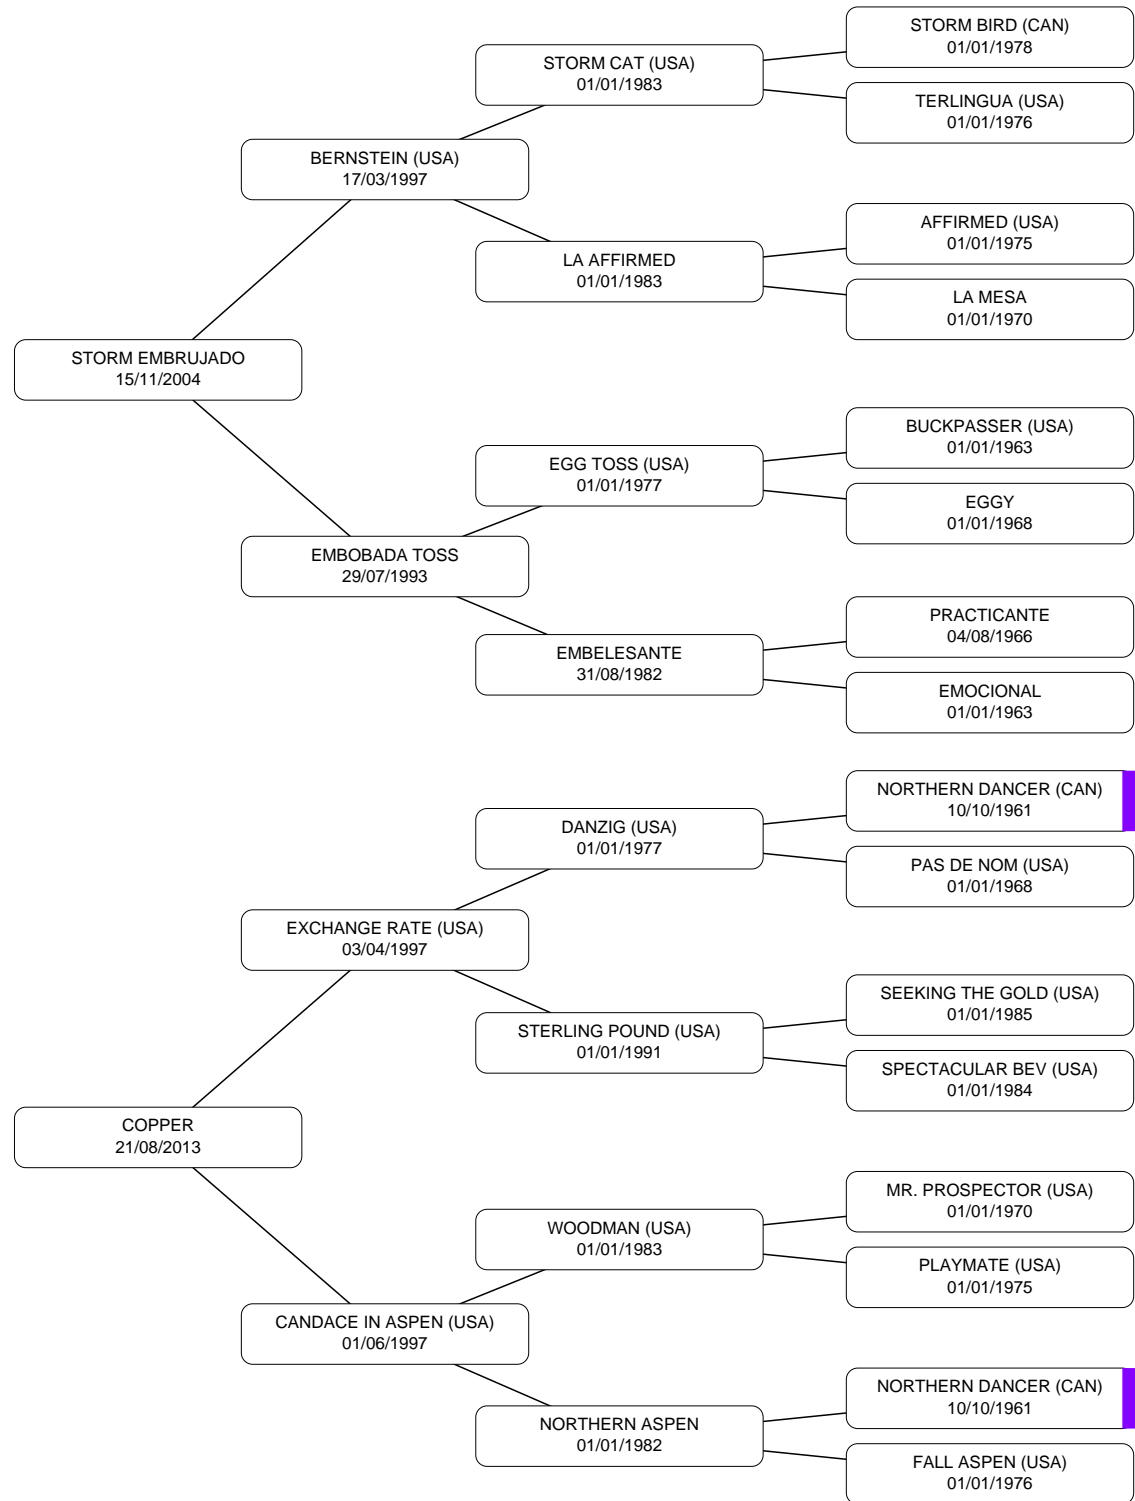 STORM BIRD (CAN)
01/01/1978
STORM CAT (USA)
01/01/1983
TERLINGUA (USA)
01/01/1976
BERNSTEIN (USA)
17/03/1997
AFFIRMED (USA)
01/01/1975
LA AFFIRMED
01/01/1983
LA MESA
01/01/1970
STORM EMBRUJADO
15/11/2004
BUCKPASSER (USA)
01/01/1963
EGG TOSS (USA)
01/01/1977
EGGY
01/01/1968
EMBOBADA TOSS
29/07/1993
PRACTICANTE
04/08/1966
EMBELESANTE
31/08/1982
EMOCIONAL
01/01/1963
NORTHERN DANCER (CAN)
10/10/1961
DANZIG (USA)
01/01/1977
PAS DE NOM (USA)
01/01/1968
EXCHANGE RATE (USA)
03/04/1997
SEEKING THE GOLD (USA)
01/01/1985
STERLING POUND (USA)
01/01/1991
SPECTACULAR BEV (USA)
01/01/1984
COPPER
21/08/2013
MR. PROSPECTOR (USA)
01/01/1970
WOODMAN (USA)
01/01/1983
PLAYMATE (USA)
01/01/1975
CANDACE IN ASPEN (USA)
01/06/1997
NORTHERN DANCER (CAN)
10/10/1961
NORTHERN ASPEN
01/01/1982
FALL ASPEN (USA)
01/01/1976